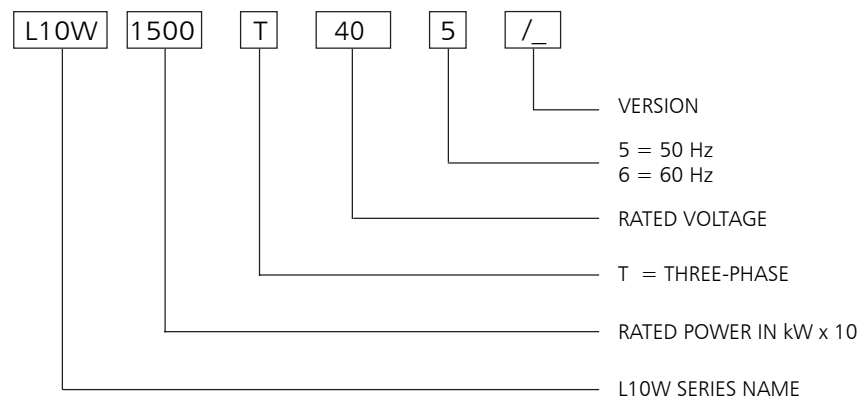 L10W 1500 T 40 5 /_
VERSION
5 = 50 Hz
6 = 60 Hz
RATED VOLTAGE
T = THREE-PHASE
RATED POWER IN kW x 10
L10W SERIES NAME